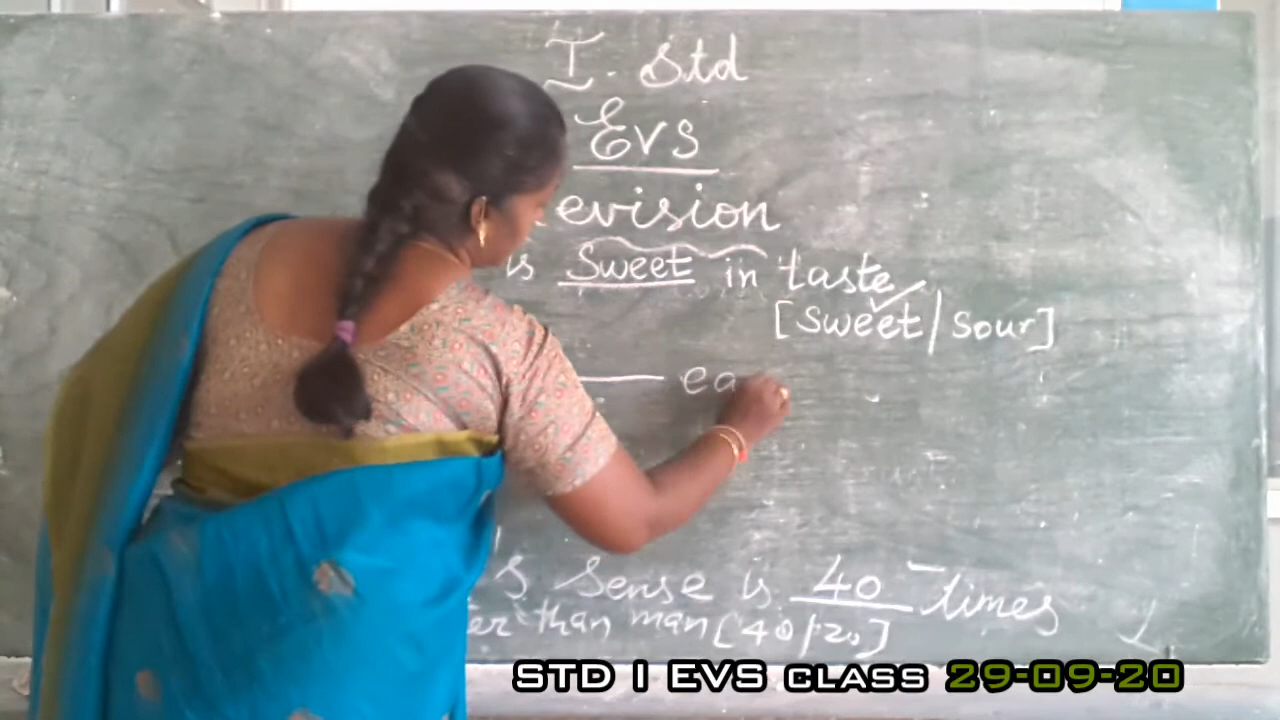 I. Std
EVS
evision
is Sweet in taste
[Sweet/Sour]
ea
s sense is 40 times
er than man [40/20]
STD I EVS CLASS 29-09-20